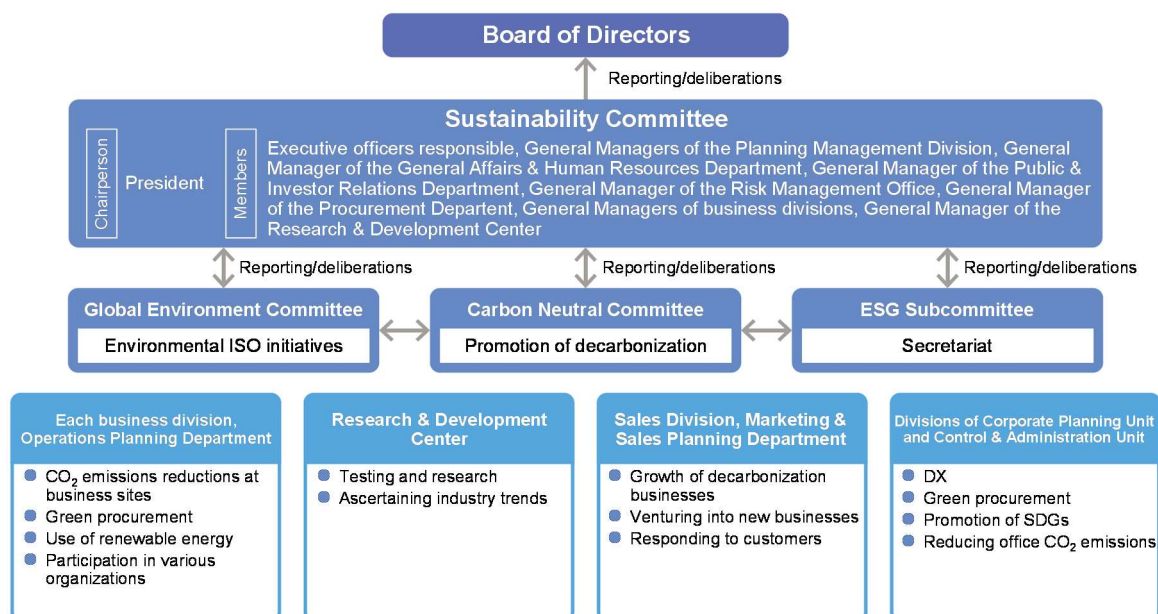 Board of Directors
Reporting/deliberations
Sustainability Committee
Chairperson
President
Members
Executive officers responsible, General Managers of the Planning Management Division, General
Manager of the General Affairs & Human Resources Department, General Manager of the Public &
Investor Relations Department, General Manager of the Risk Management Office, General Manager
of the Procurement Departent, General Managers of business divisions, General Manager of the
Research & Development Center
Reporting/deliberations
Reporting/deliberations
Reporting/deliberations
Global Environment Committee
Environmental ISO initiatives
Carbon Neutral Committee
Promotion of decarbonization
ESG Subcommittee
Secretariat
Each business division,
Operations Planning Department
CO₂ emissions reductions at
business sites
Green procurement
Use of renewable energy
Participation in various
organizations
Research & Development
Center
Testing and research
Ascertaining industry trends
Sales Division, Marketing &
Sales Planning Department
Growth of decarbonization
businesses
Venturing into new businesses
Responding to customers
Divisions of Corporate Planning Unit
and Control & Administration Unit
DX
Green procurement
Promotion of SDGs
Reducing office CO₂ emissions